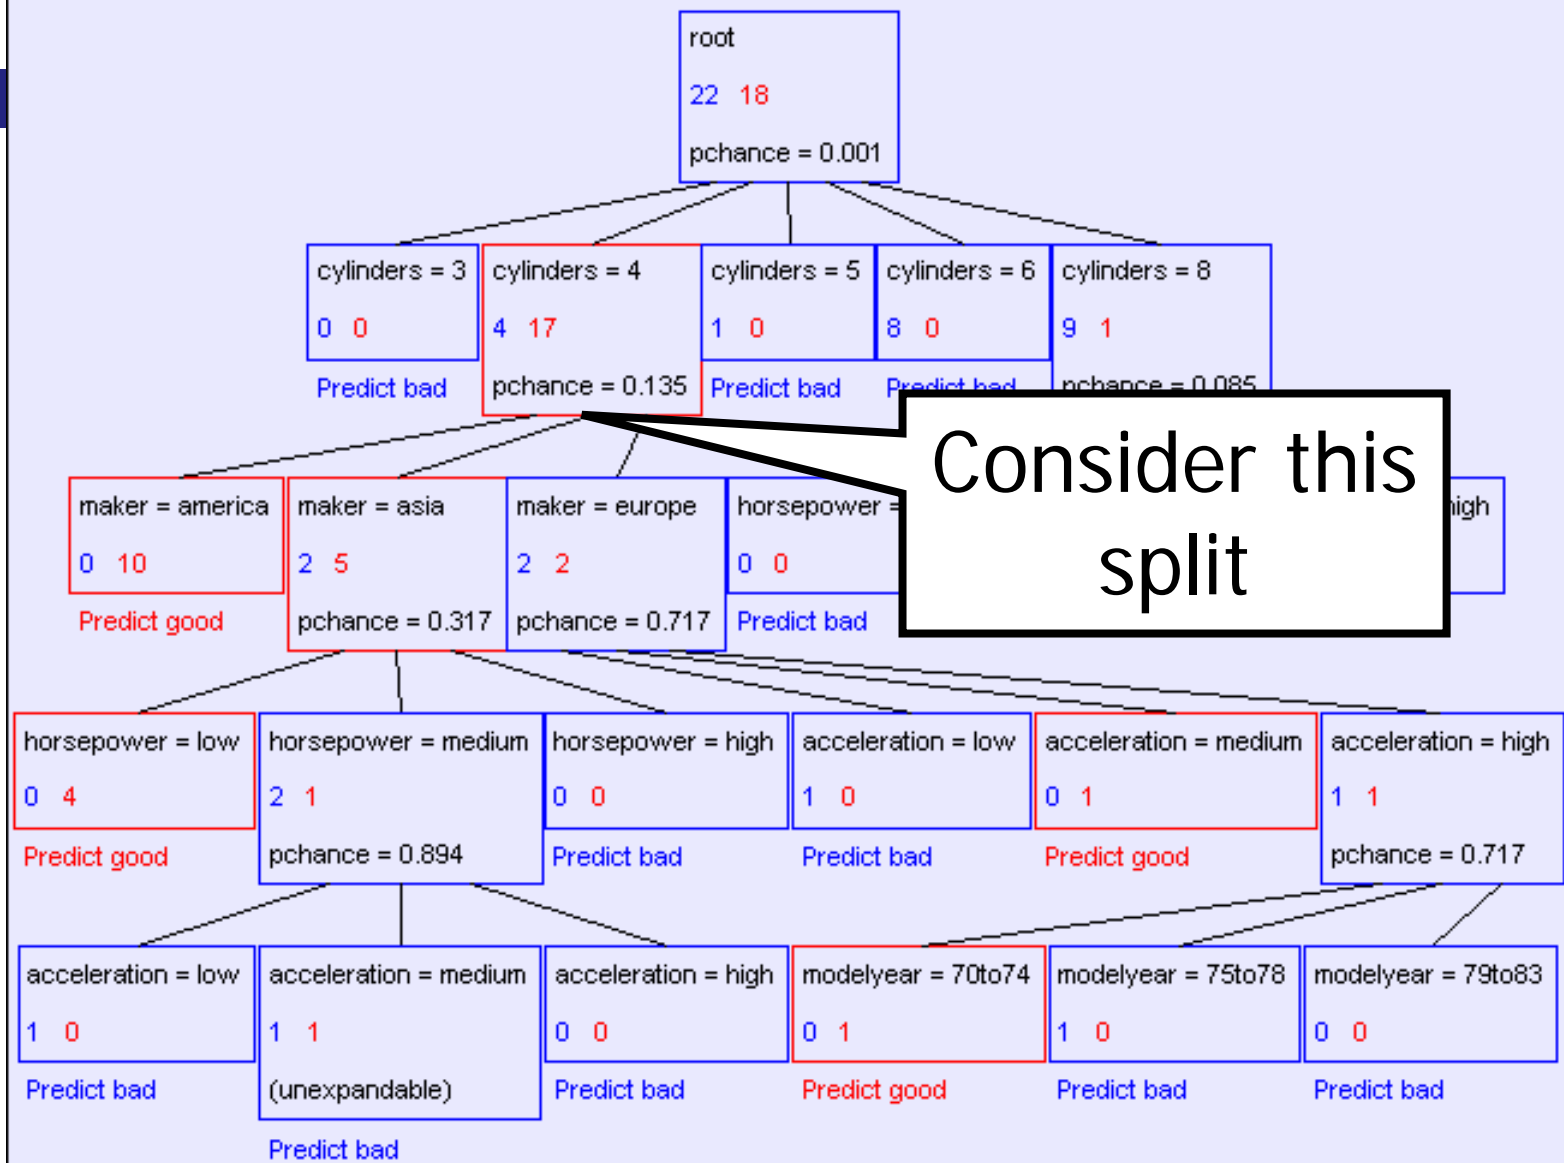 root
22 18
pchance = 0.001
cylinders = 3
0 0
Predict bad
cylinders = 4
4 17
pchance = 0.135
cylinders = 5
1 0
Predict bad
cylinders = 6
8 0
Predict bad
cylinders = 8
9 1
pchance = 0.085
Consider this
split
maker = america
0 10
Predict good
maker = asia
2 5
pchance = 0.317
maker = europe
2 2
pchance = 0.717
horsepower =
0 0
Predict bad
high
horsepower = low
0 4
Predict good
horsepower = medium
2 1
pchance = 0.894
horsepower = high
0 0
Predict bad
acceleration = low
1 0
Predict bad
acceleration = medium
0 1
Predict good
acceleration = high
1 1
pchance = 0.717
acceleration = low
1 0
Predict bad
acceleration = medium
1 1
(unexpandable)
Predict bad
acceleration = high
0 0
Predict bad
modelyear = 70to74
0 1
Predict good
modelyear = 75to78
1 0
Predict bad
modelyear = 79to83
0 0
Predict bad